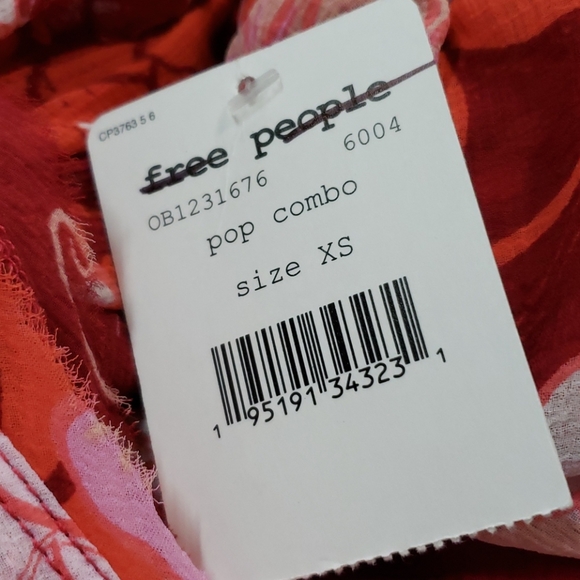 CP3763 5 6
free people
OB1231676 6004
pop combo
size XS
1 95191 34323 1